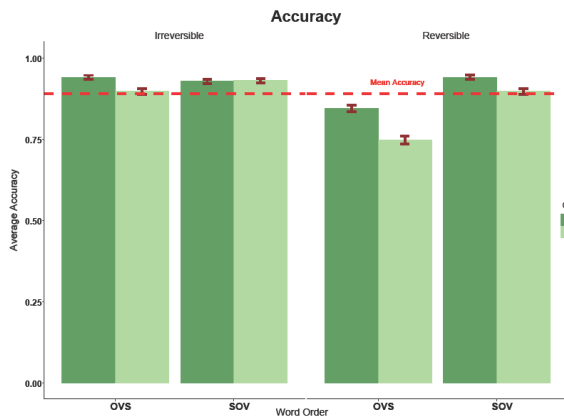 Accuracy
Irreversible
Reversible
1.00
Mean Accuracy
0.75
0.50
0.25
0.00
Average Accuracy
OVS
SOV
OVS
SOV
Word Order